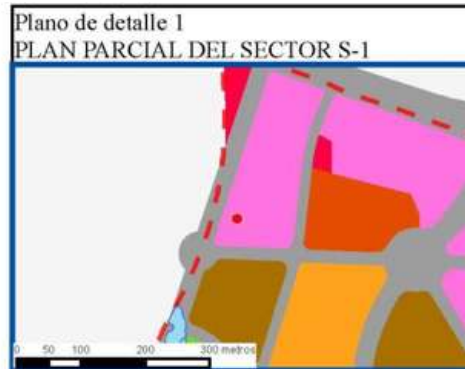 Plano de detalle 1
PLAN PARCIAL DEL SECTOR S-1
0 50 100 200 300 metros